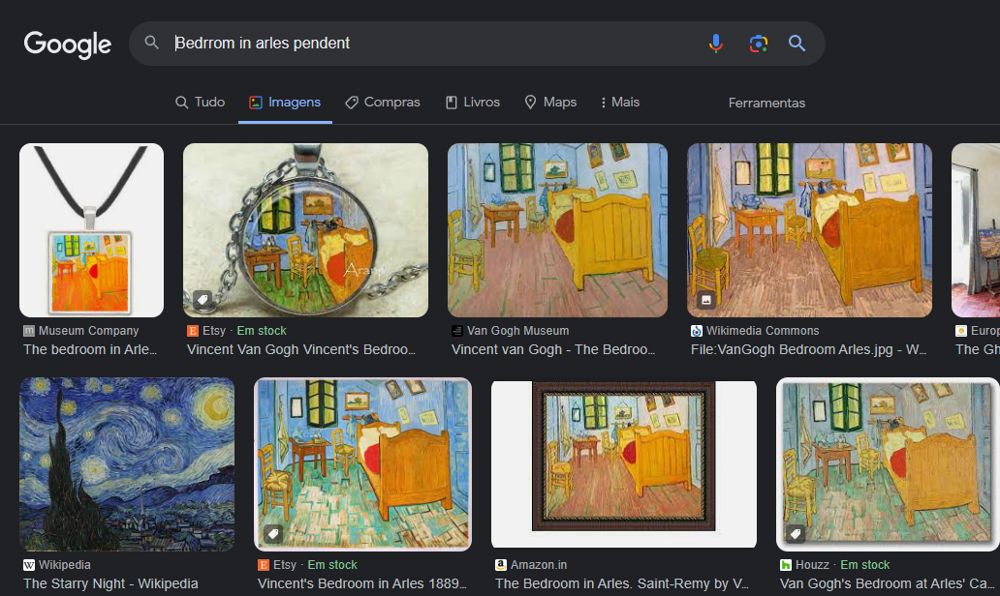 Google
Bedrrom in arles pendent
Tudo
Imagens
Compras
Livros
Maps
Mais
Ferramentas
Museum Company
The bedroom in Arle...
Etsy · Em stock
Vincent Van Gogh Vincent's Bedroo...
Van Gogh Museum
Vincent van Gogh - The Bedroo...
Wikimedia Commons
File:VanGogh Bedroom Arles.jpg - W...
Europ
The Gh
W Wikipedia
The Starry Night - Wikipedia
E Etsy · Em stock
Vincent's Bedroom in Arles 1889...
a Amazon.in
The Bedroom in Arles. Saint-Remy by V...
Houzz · Em stock
Van Gogh's Bedroom at Arles' Ca...